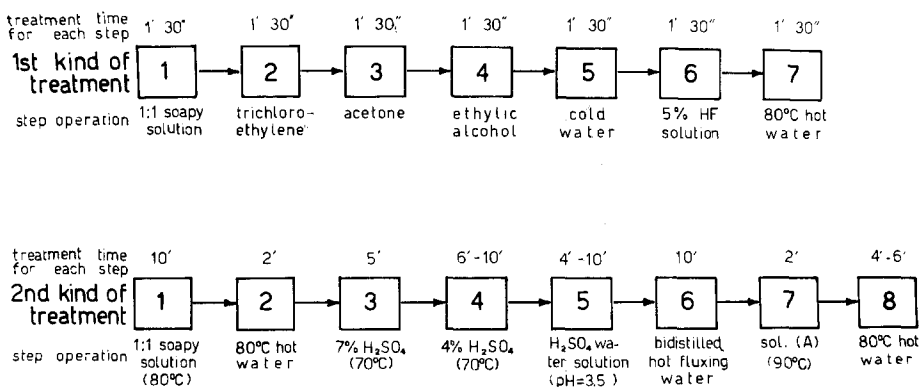 treatment time for each step 1′ 30″ 1′ 30″ 1′ 30″ 1′ 30″ 1′ 30″ 1′ 30″ 1′ 30″
1st kind of treatment 1 2 3 4 5 6 7
step operation 1:1 soapy solution trichloro-ethylene acetone ethylic alcohol cold water 5% HF solution 80°C hot water
treatment time for each step 10′ 2′ 5′ 6′-10′ 4′-10′ 10′ 2′ 4′-6′
2nd kind of treatment 1 2 3 4 5 6 7 8
step operation 1:1 soapy solution (80°C) 80°C hot water 7% H₂SO₄ (70°C) 4% H₂SO₄ (70°C) H₂SO₄ wa-ter solution (pH=3.5) bidistilled hot fluxing water sol. (A) (90°C) 80°C hot water